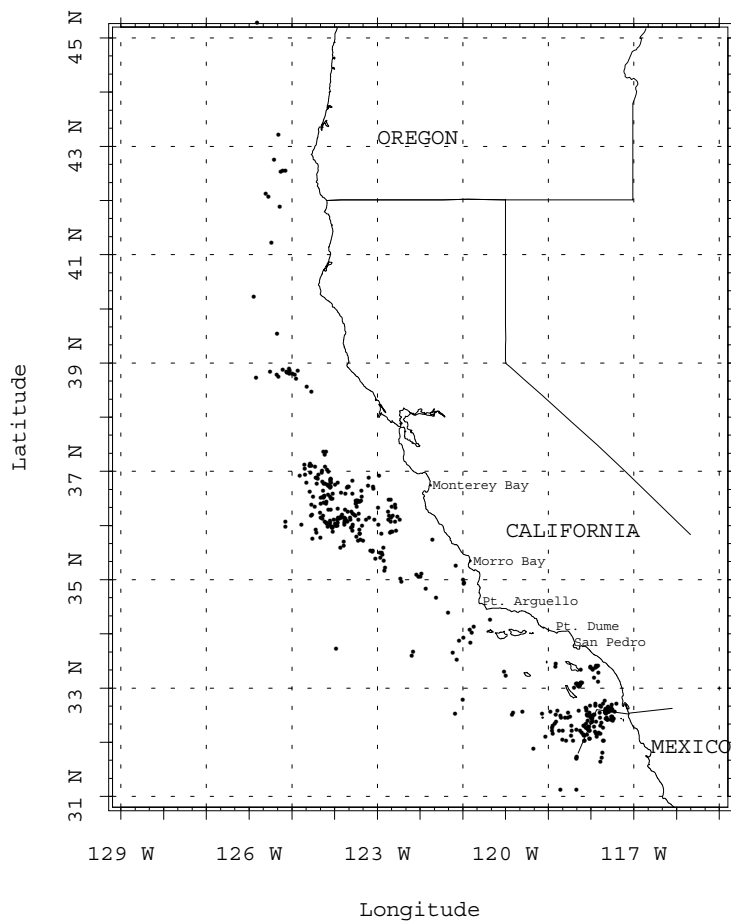 45 N
43 N
41 N
39 N
37 N
35 N
33 N
31 N
Latitude
OREGON
Monterey Bay
CALIFORNIA
Morro Bay
Pt. Arguello
Pt. Dume
San Pedro
MEXICO
129 W
126 W
123 W
120 W
117 W
Longitude